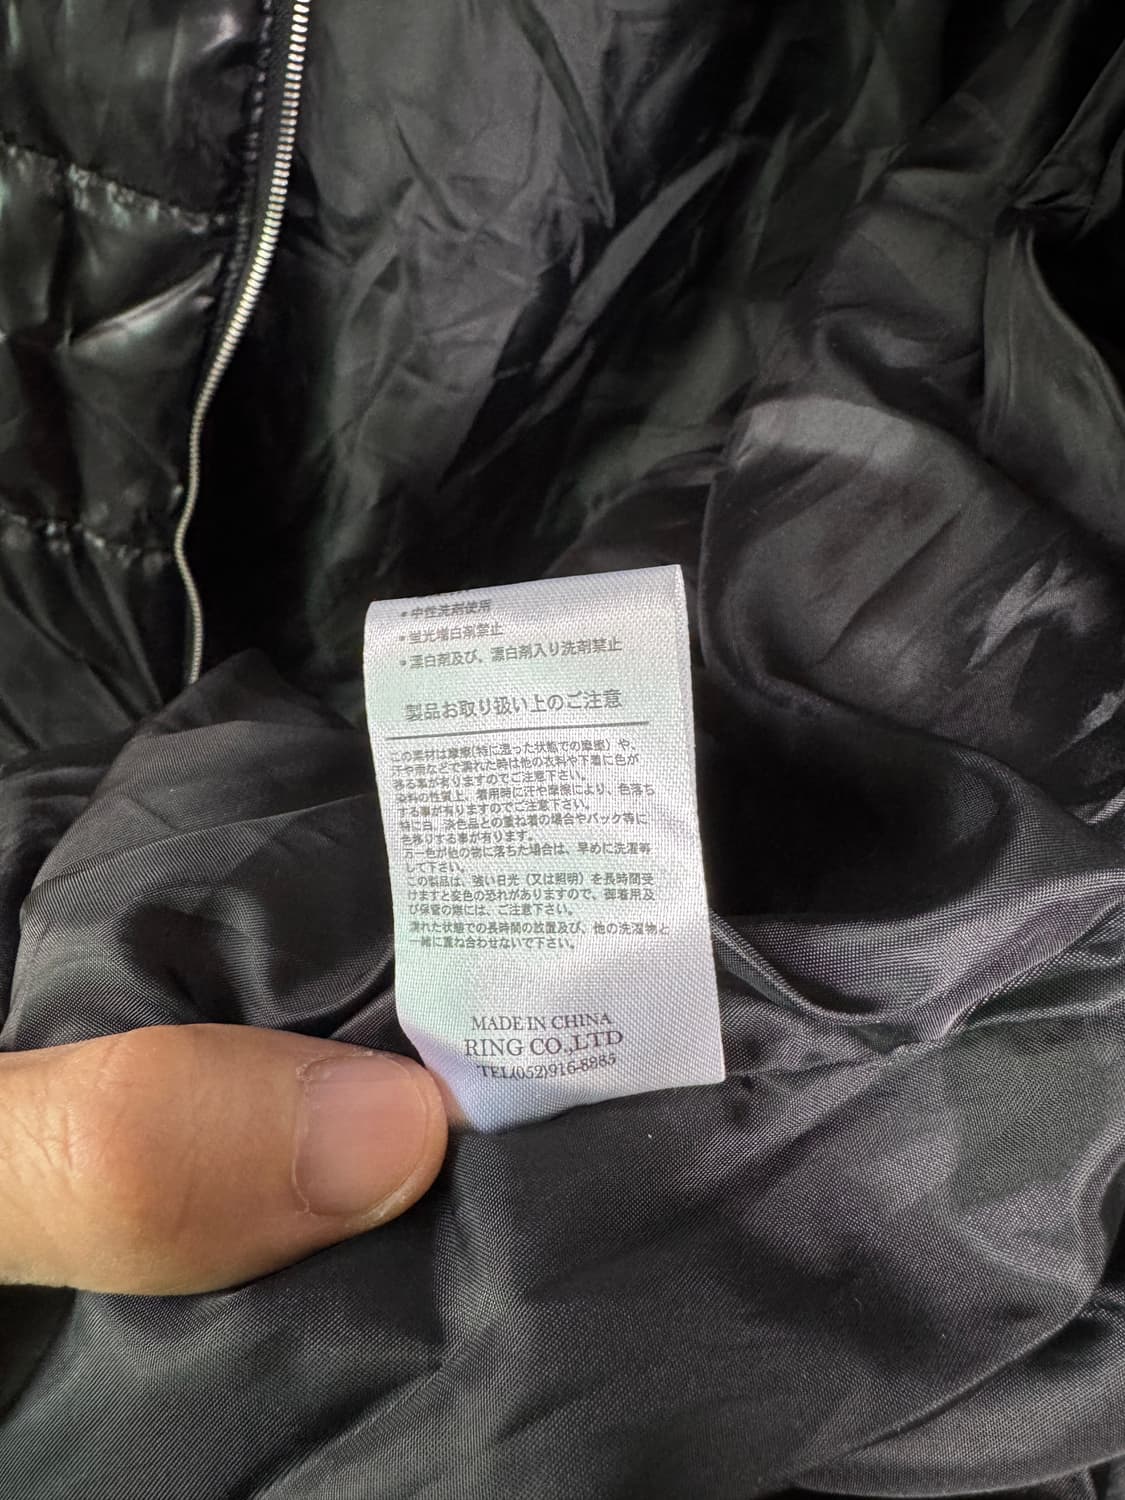 ・中性洗剤使用
・蛍光増白剤禁止
・漂白剤及び、漂白剤入り洗剤禁止
製品お取り扱い上のご注意
この素材は摩擦(特に湿った状態での摩擦)や、
汗や雨などで濡れた時は他の衣料や下着に色が
移る事が有りますのでご注意下さい。
染料の性質上、着用時に汗や摩擦により、色落ち
する事が有りますのでご注意下さい。
特に白、淡色品との重ね着の場合やバック等に
色移りする事が有ります。
万一色が他の物に落ちた場合は、早めに洗濯等
して下さい。
この製品は、強い日光(又は照明)を長時間受
けますと変色の恐れがありますので、御着用及
び保管の際には、ご注意下さい。
濡れた状態での長時間の放置及び、他の洗濯物と
一緒に重ね合わせないで下さい。
MADE IN CHINA
RING CO.,LTD
TEL(052)916-8885